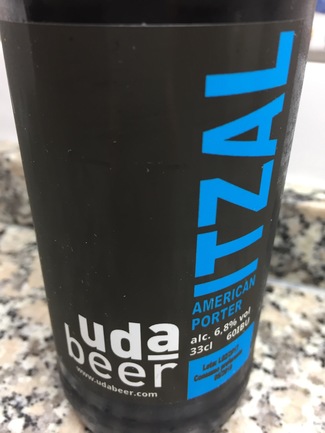 ITZAL
AMERICAN
PORTER
alc. 6,8% vol
33cl 60IBU
uda
beer
www.udabeer.com